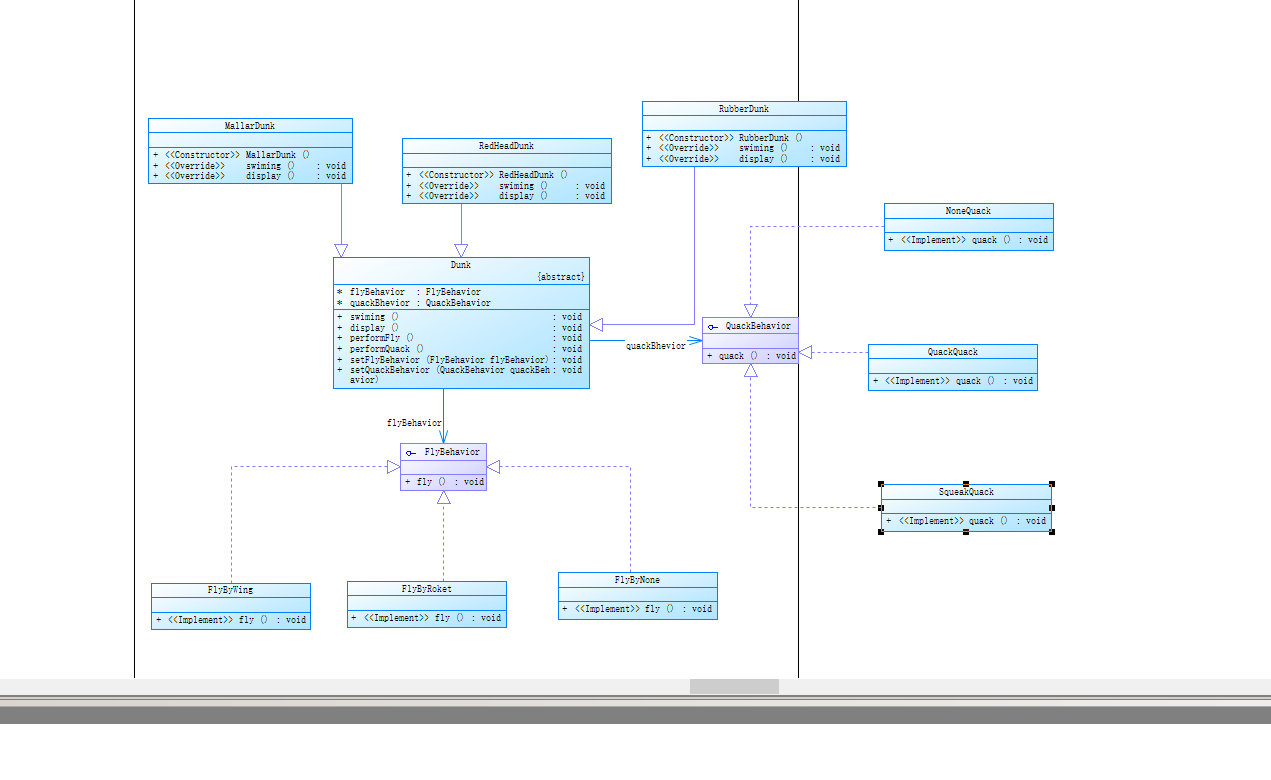 MallarDunk
+ <<Constructor>> MallarDunk ()
+ <<Override>> swiming () : void
+ <<Override>> display () : void
RedHeadDunk
+ <<Constructor>> RedHeadDunk ()
+ <<Override>> swiming () : void
+ <<Override>> display () : void
RubberDunk
+ <<Constructor>> RubberDunk ()
+ <<Override>> swiming () : void
+ <<Override>> display () : void
NoneQuack
+ <<Implement>> quack () : void
Dunk
{abstract}
* flyBehavior : FlyBehavior
* quackBhevior : QuackBehavior
+ swiming () : void
+ display () : void
+ performFly () : void
+ performQuack () : void
+ setFlyBehavior (FlyBehavior flyBehavior) : void
+ setQuackBehavior (QuackBehavior quackBeh : void
avior)
quackBhevior
QuackBehavior
+ quack () : void
QuackQuack
+ <<Implement>> quack () : void
flyBehavior
FlyBehavior
+ fly () : void
SqueakQuack
+ <<Implement>> quack () : void
FlyByWing
+ <<Implement>> fly () : void
FlyByRoket
+ <<Implement>> fly () : void
FlyByNone
+ <<Implement>> fly () : void